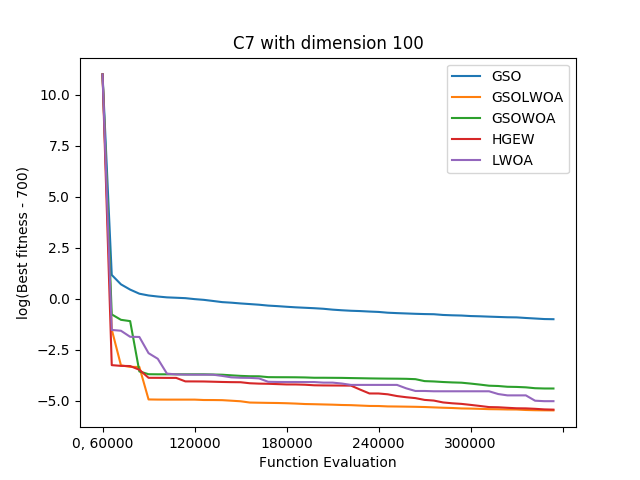 C7 with dimension 100
log(Best fitness - 700)
10.0
7.5
5.0
2.5
0.0
−2.5
−5.0
GSO
GSOLWOA
GSOWOA
HGEW
LWOA
0, 60000 120000 180000 240000 300000
Function Evaluation